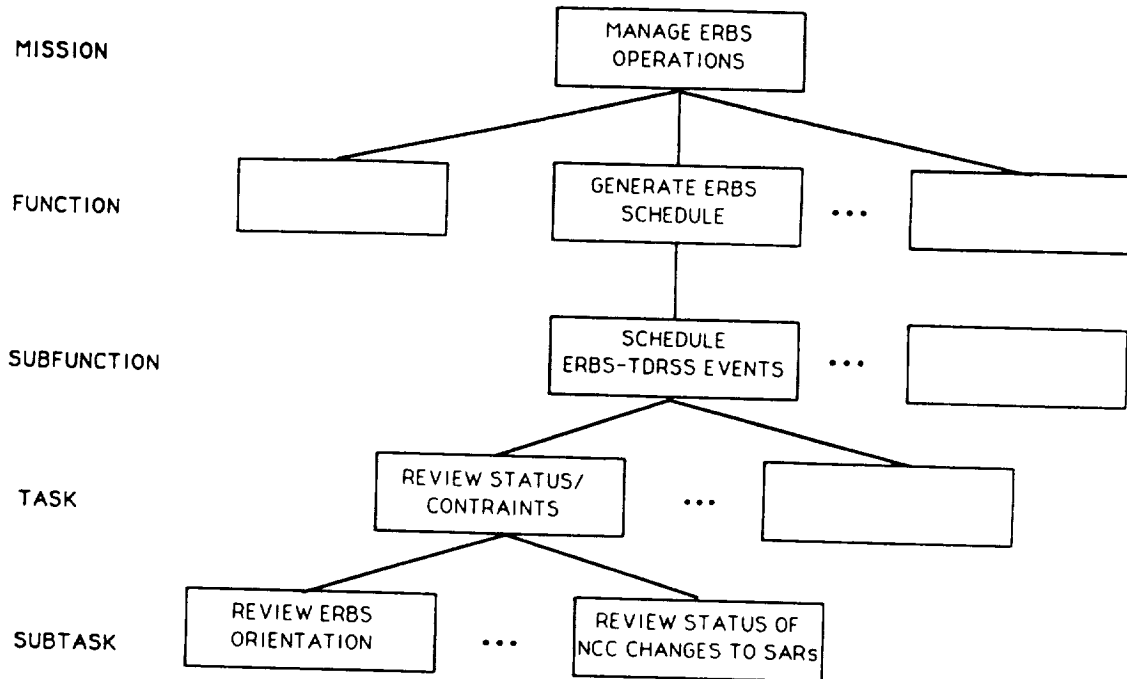 MISSION
MANAGE ERBS
OPERATIONS
FUNCTION
GENERATE ERBS
SCHEDULE
...
SUBFUNCTION
SCHEDULE
ERBS-TDRSS EVENTS
...
TASK
REVIEW STATUS/
CONTRAINTS
...
SUBTASK
REVIEW ERBS
ORIENTATION
...
REVIEW STATUS OF
NCC CHANGES TO SARs